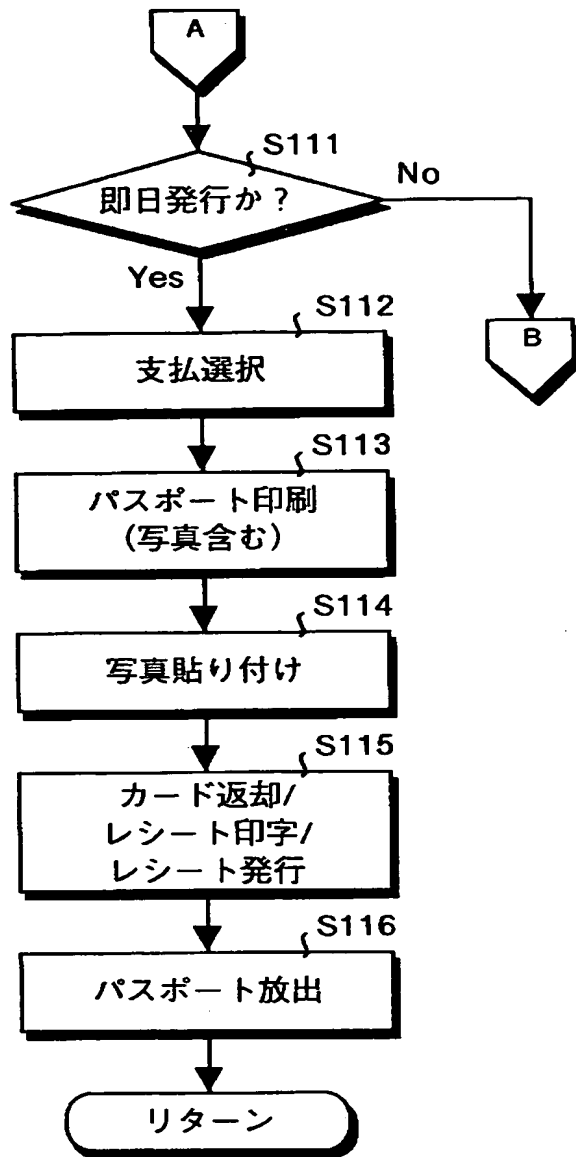 A
S111
即日発行か?
No
Yes
B
S112
支払選択
S113
パスポート印刷
(写真含む)
S114
写真貼り付け
S115
カード返却/
レシート印字/
レシート発行
S116
パスポート放出
リターン